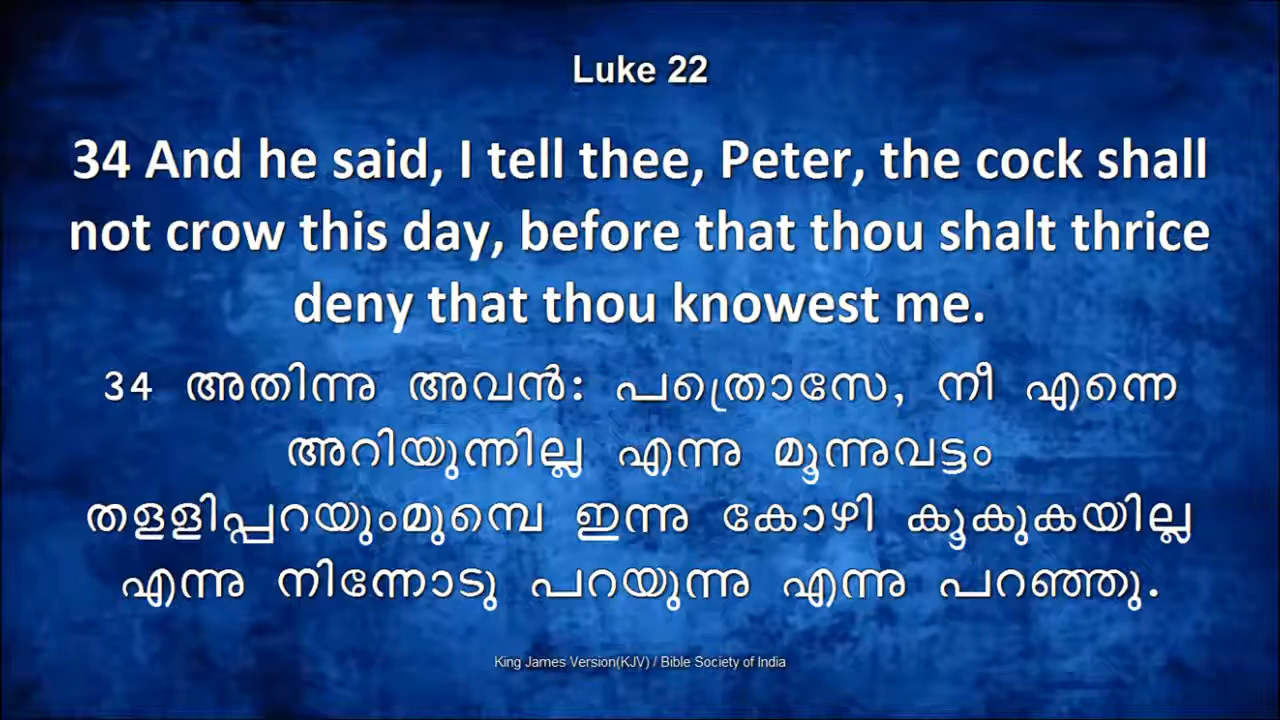 Luke 22
34 And he said, I tell thee, Peter, the cock shall
not crow this day, before that thou shalt thrice
deny that thou knowest me.
34 അതിന്നു അവൻ: പത്രൊസേ, നീ എന്നെ
അറിയുന്നില്ല എന്നു മൂന്നുവട്ടം
തളളിപ്പറയുംമുമ്പെ ഇന്നു കോഴി കൂകുകയില്ല
എന്നു നിന്നോടു പറയുന്നു എന്നു പറഞ്ഞു.
King James Version(KJV) / Bible Society of India